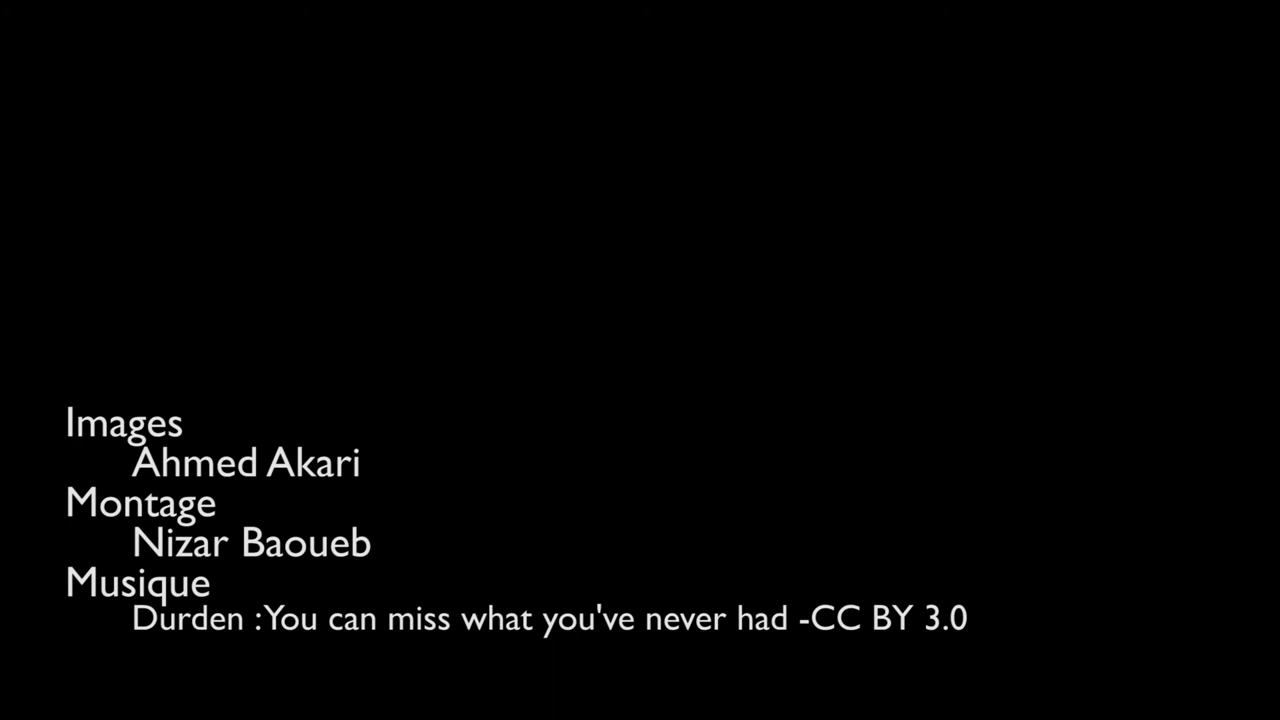 Images
Ahmed Akari
Montage
Nizar Baoueb
Musique
Durden : You can miss what you've never had -CC BY 3.0